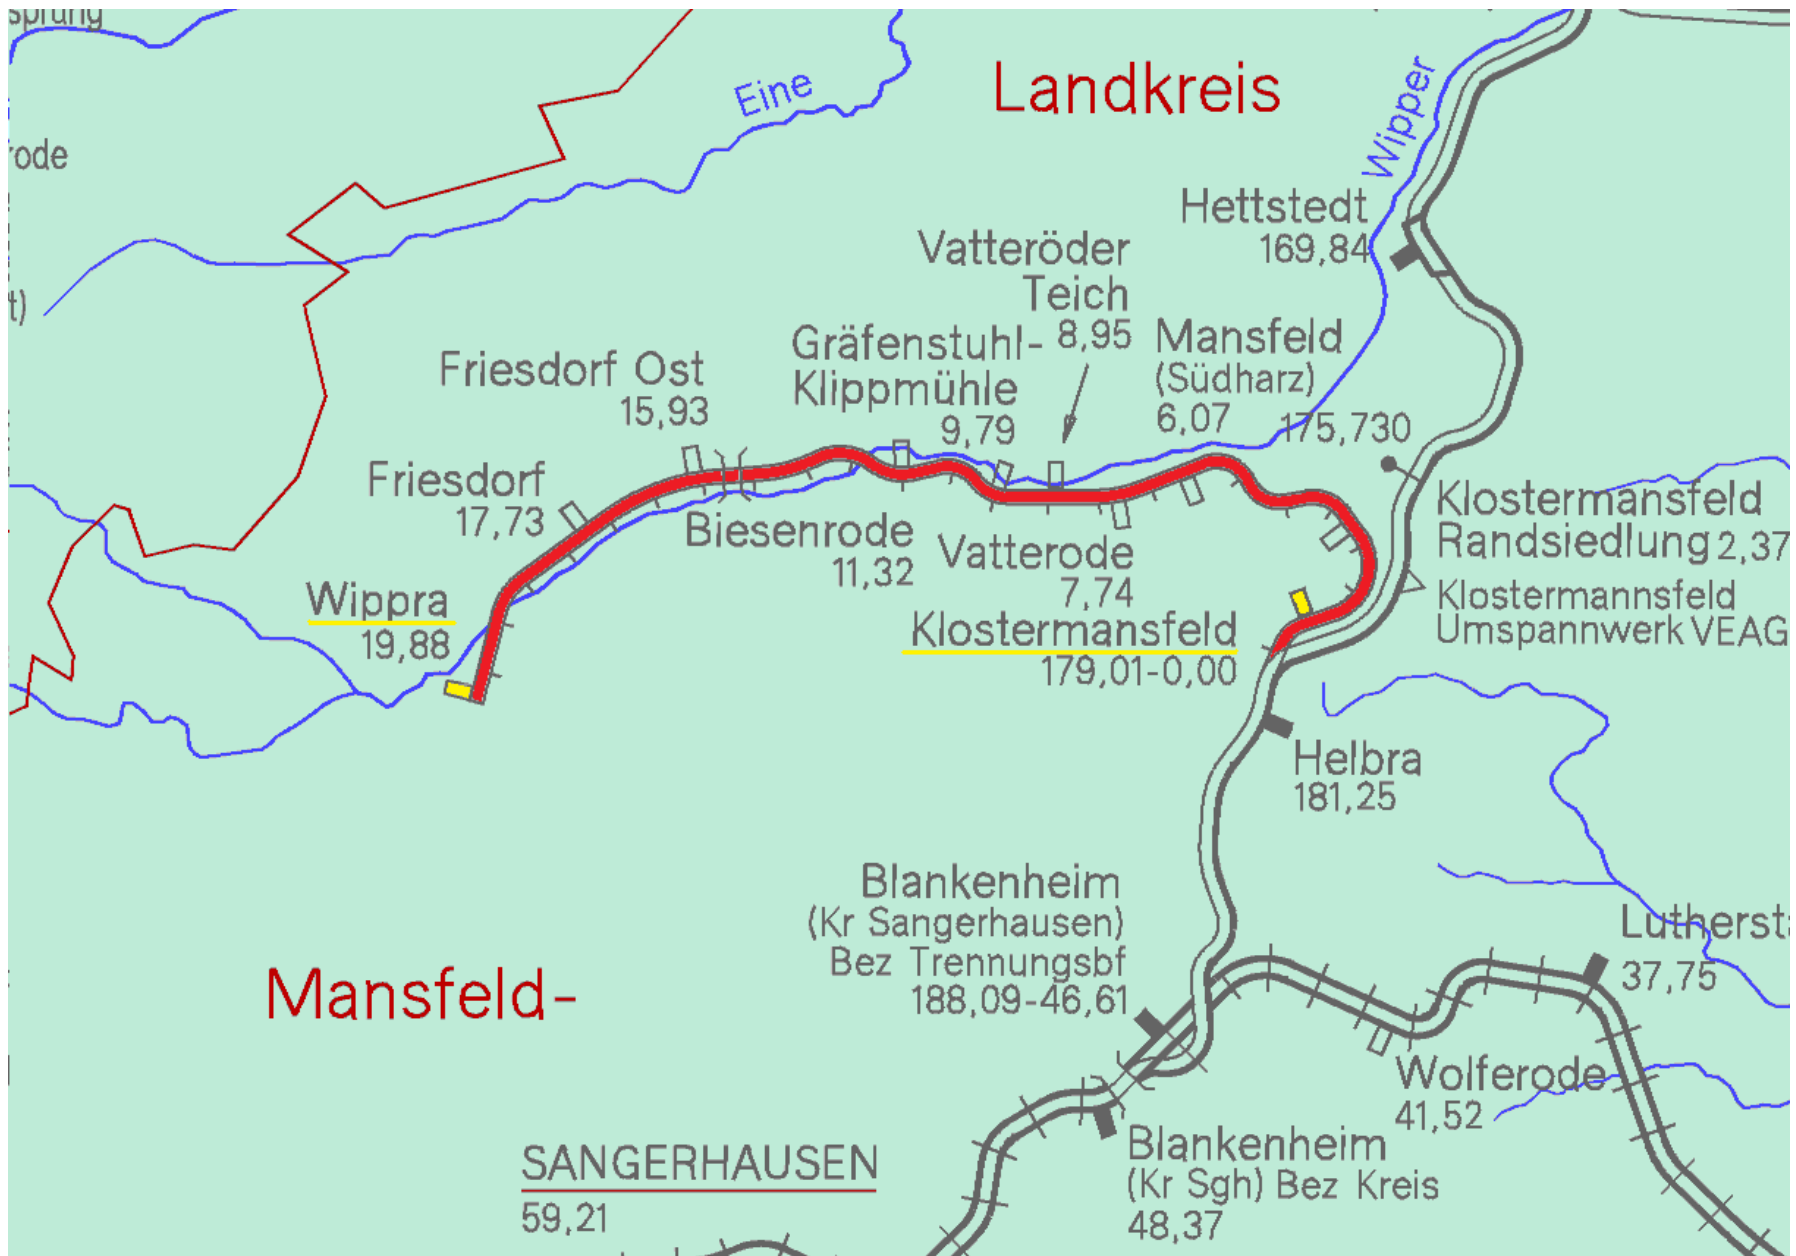 sprung
Eine
Landkreis
Wipper
rode
Hettstedt
169,84
Vatteröder
Teich
8,95
t)
Gräfenstuhl-
Klippmühle
9,79
Mansfeld
(Südharz)
6,07
175,730
Friesdorf Ost
15,93
Friesdorf
17,73
Biesenrode
11,32
Vatterode
7,74
Klostermansfeld
Randsiedlung 2,37
Klostermannsfeld
Umspannwerk VEAG
Wippra
19,88
Klostermansfeld
179,01-0,00
Helbra
181,25
Blankenheim
(Kr Sangerhausen)
Bez Trennungsbf
188,09-46,61
Luthersta
37,75
Mansfeld-
Wolferode
41,52
Blankenheim
(Kr Sgh) Bez Kreis
48,37
SANGERHAUSEN
59,21